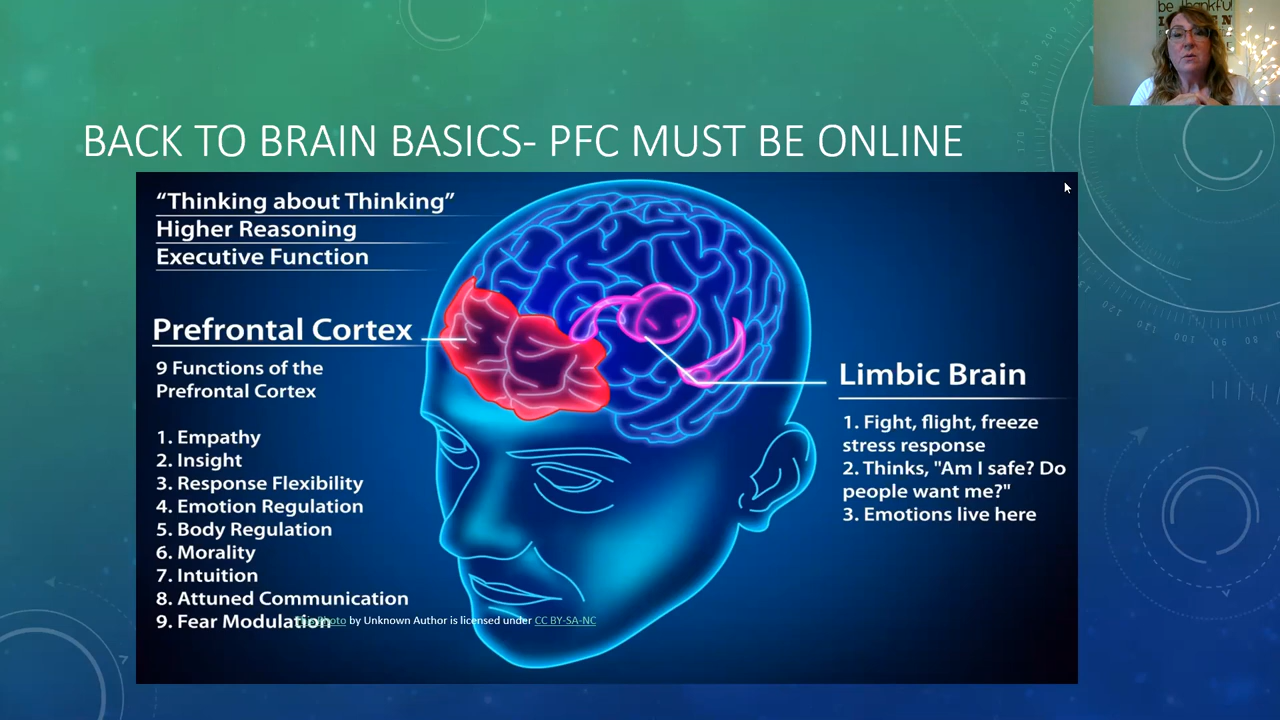 be thankful
BACK TO BRAIN BASICS- PFC MUST BE ONLINE
“Thinking about Thinking”
Higher Reasoning
Executive Function
Prefrontal Cortex
9 Functions of the
Prefrontal Cortex
1. Empathy
2. Insight
3. Response Flexibility
4. Emotion Regulation
5. Body Regulation
6. Morality
7. Intuition
8. Attuned Communication
9. Fear Modulation
Photo by Unknown Author is licensed under CC BY-SA-NC
Limbic Brain
1. Fight, flight, freeze
stress response
2. Thinks, "Am I safe? Do
people want me?"
3. Emotions live here